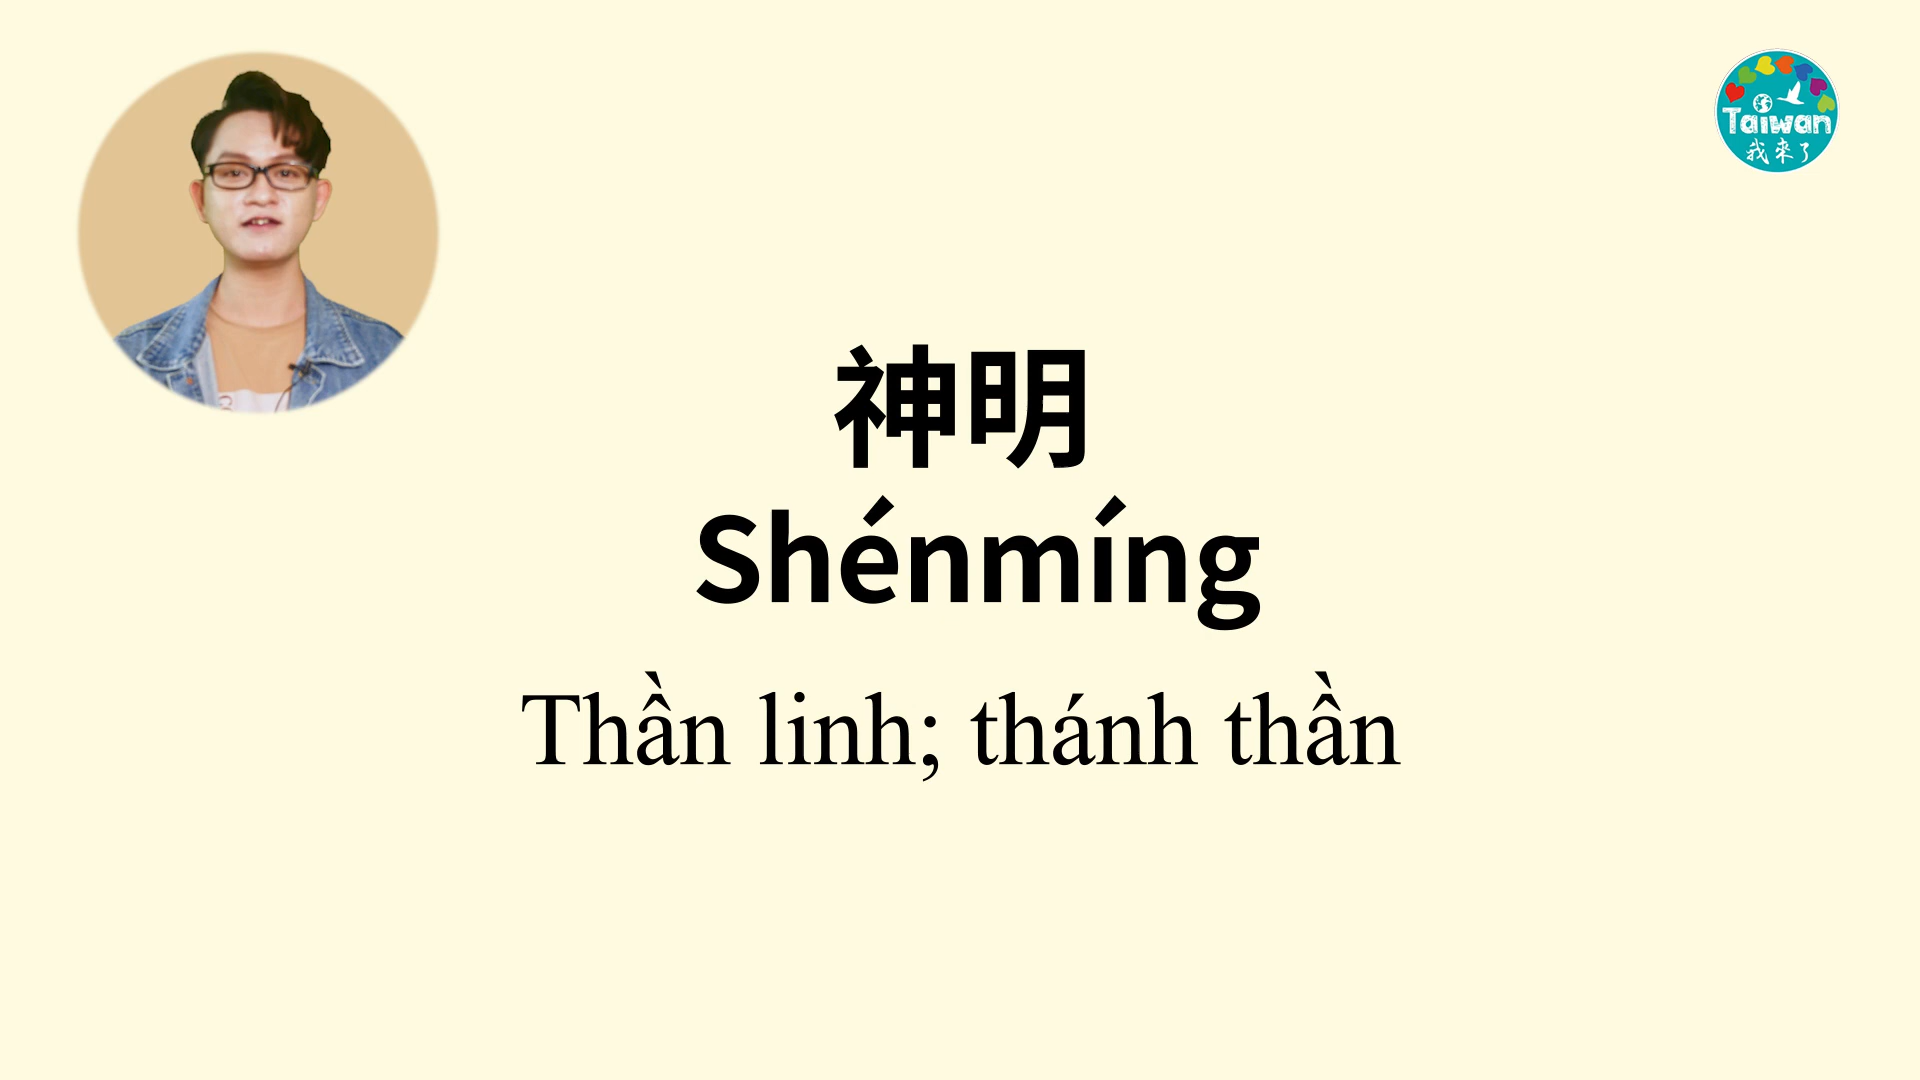 Taiwan
我來了
神明
Shénmíng
Thần linh; thánh thần